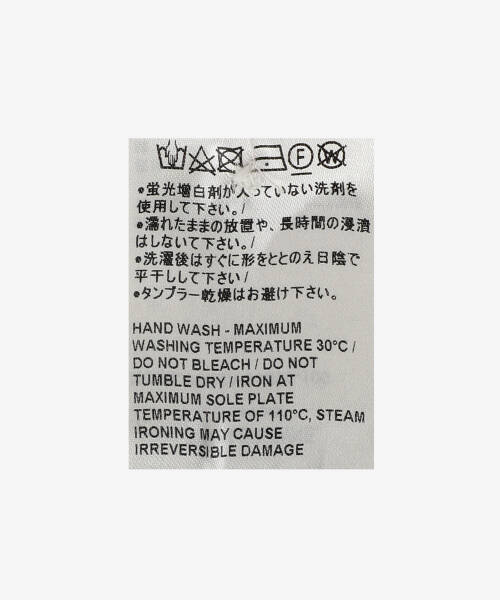 F W
•蛍光増白剤が入っていない洗剤を
使用して下さい。/
•濡れたままの放置や、長時間の浸漬
はしないて下さい。/
•洗濯後はすぐに形をととのえ日陰で
平干しして下さい/
•タンブラー乾燥はお避け下さい。
HAND WASH - MAXIMUM
WASHING TEMPERATURE 30°C /
DO NOT BLEACH / DO NOT
TUMBLE DRY / IRON AT
MAXIMUM SOLE PLATE
TEMPERATURE OF 110°C, STEAM
IRONING MAY CAUSE
IRREVERSIBLE DAMAGE